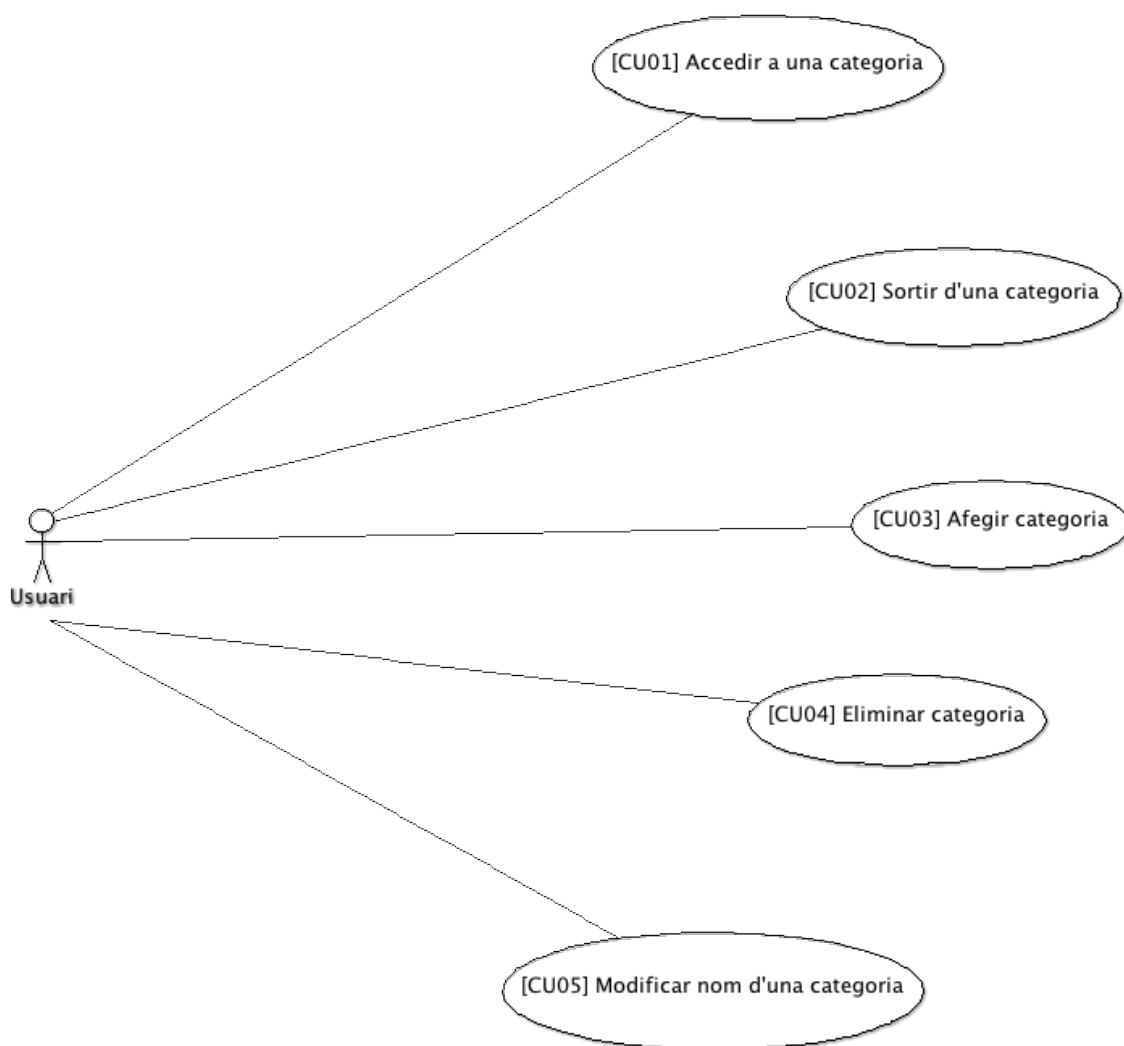 [CU01] Accedir a una categoria
[CU02] Sortir d'una categoria
[CU03] Afegir categoria
Usuari
[CU04] Eliminar categoria
[CU05] Modificar nom d'una categoria